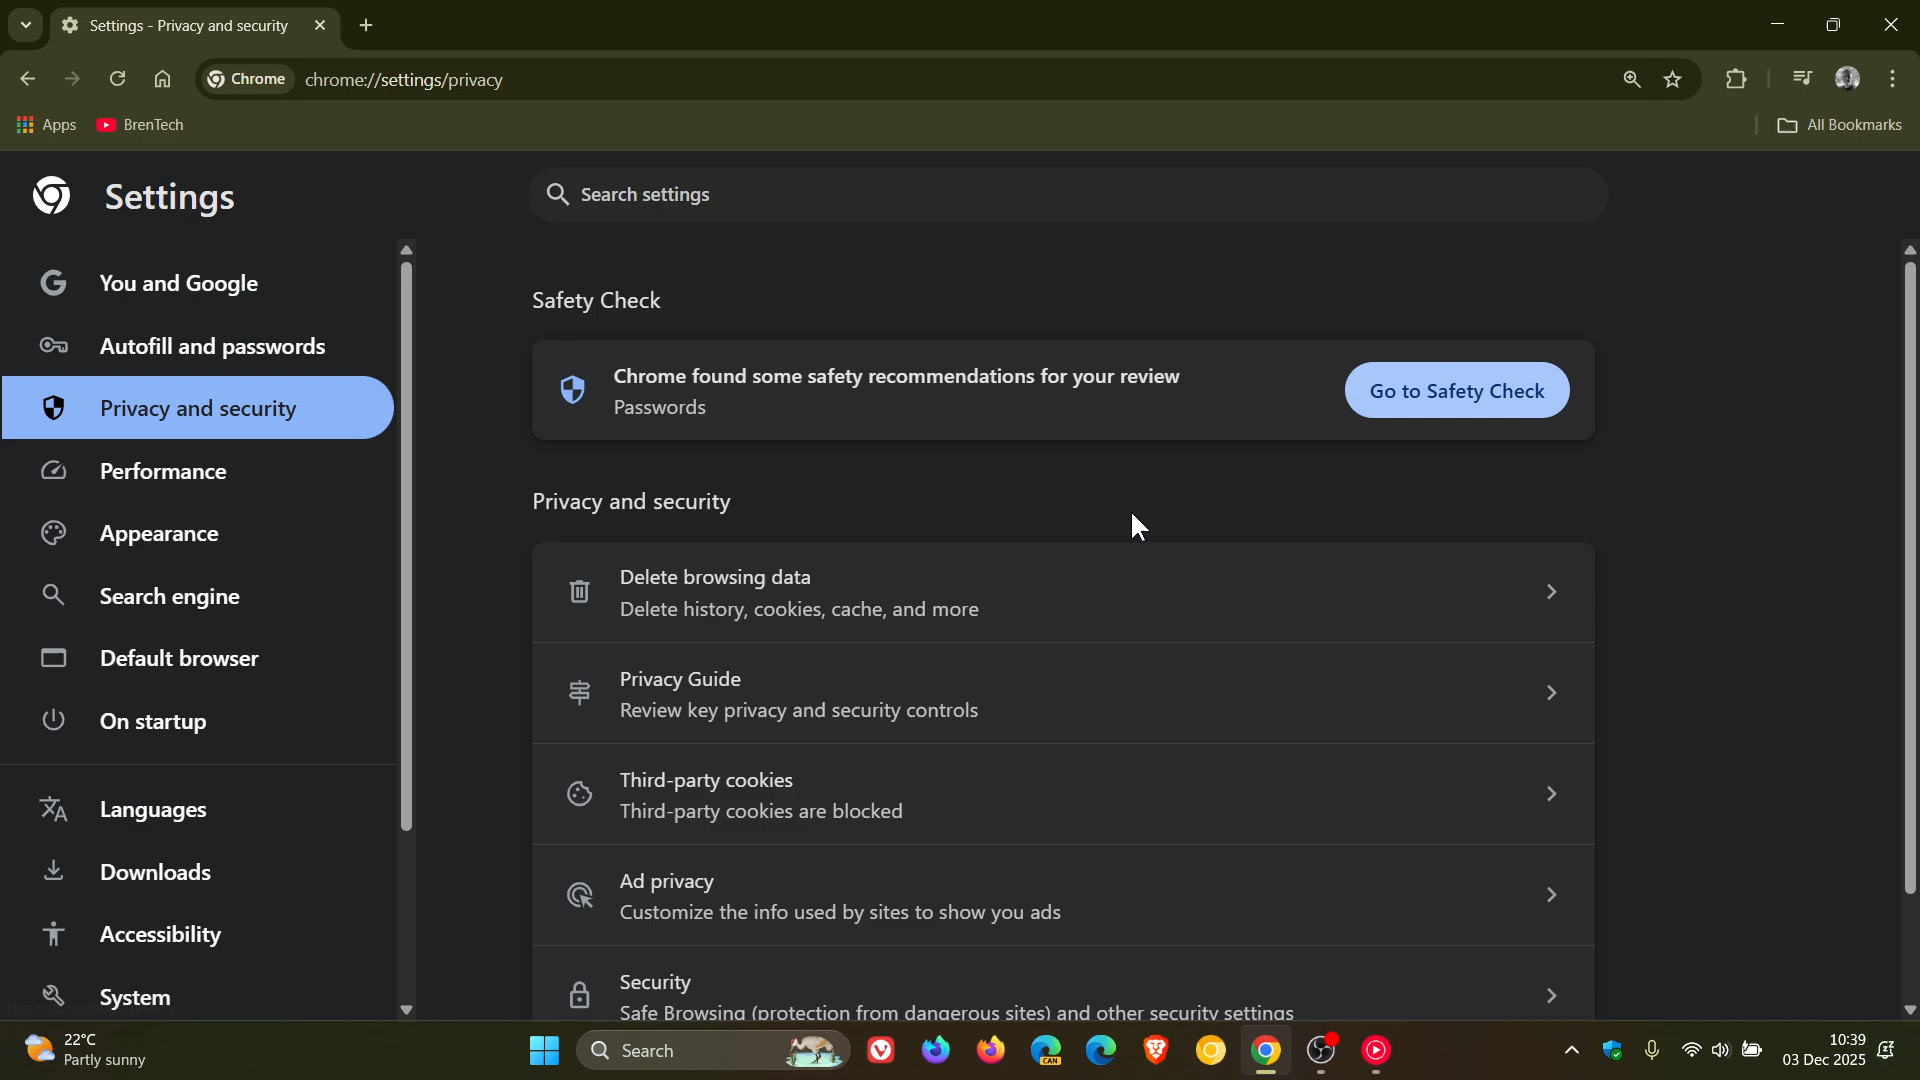 Settings - Privacy and security
Chrome
chrome://settings/privacy
Apps
BrenTech
All Bookmarks
Settings
Search settings
You and Google
Autofill and passwords
Privacy and security
Performance
Appearance
Search engine
Default browser
On startup
Languages
Downloads
Accessibility
System
Safety Check
Chrome found some safety recommendations for your review
Passwords
Go to Safety Check
Privacy and security
Delete browsing data
Delete history, cookies, cache, and more
Privacy Guide
Review key privacy and security controls
Third-party cookies
Third-party cookies are blocked
Ad privacy
Customize the info used by sites to show you ads
Security
Safe Browsing (protection from dangerous sites) and other security settings
22°C
Partly sunny
Search
CAN
10:39
03 Dec 2025